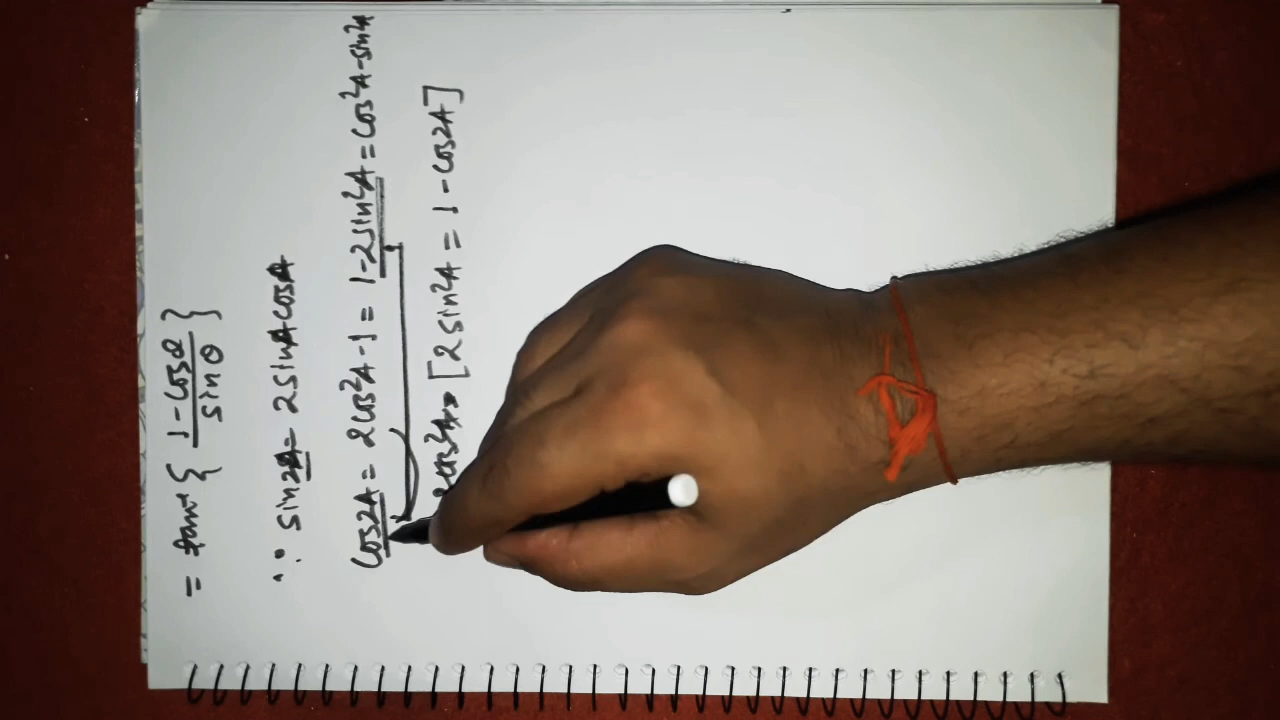 = tan⁻¹ { (1 - cosθ) / sinθ }
∵ sin2A = 2sinAcosA
cos2A = 2cos²A - 1 = 1 - 2sin²A = cos²A - sin²A
[2sin²A = 1 - cos2A]